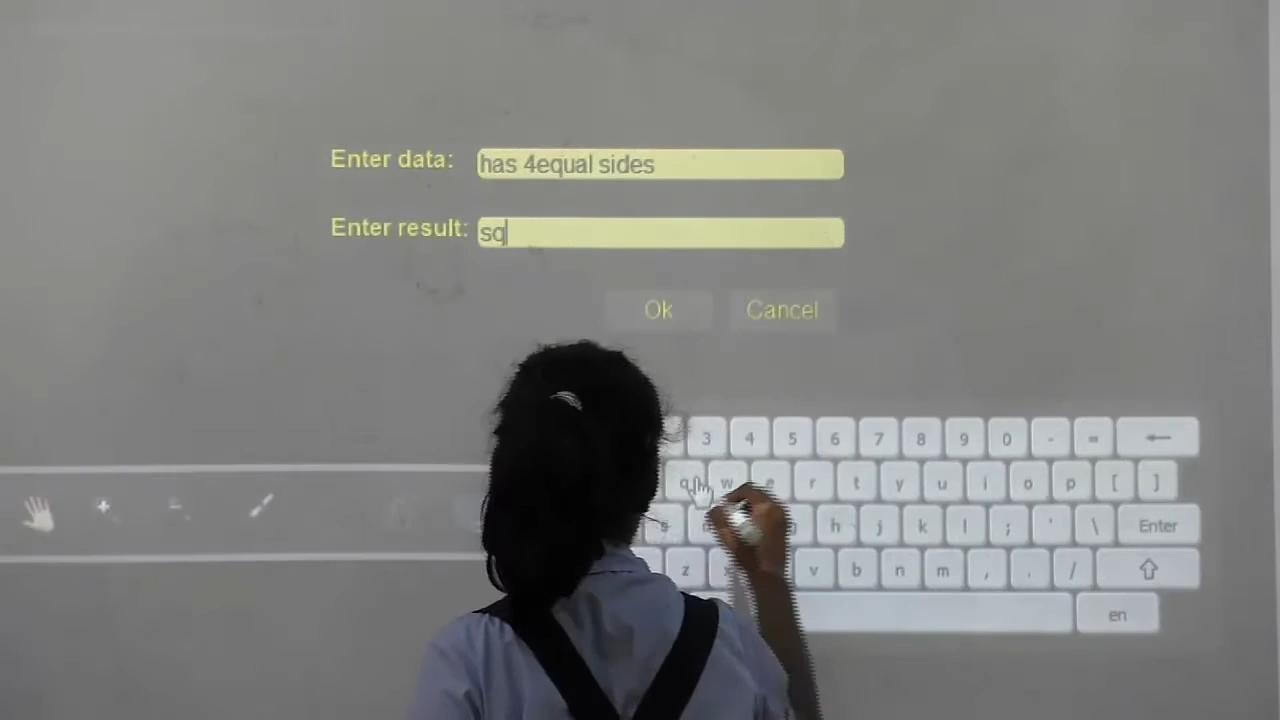 Enter data: has 4equal sides
Enter result: sq
Ok Cancel
3 4 5 6 7 8 9 0 - = ←
q w e r t y u i o p [ ]
s h j k l ; ' \ Enter
z v b n m , . /
en